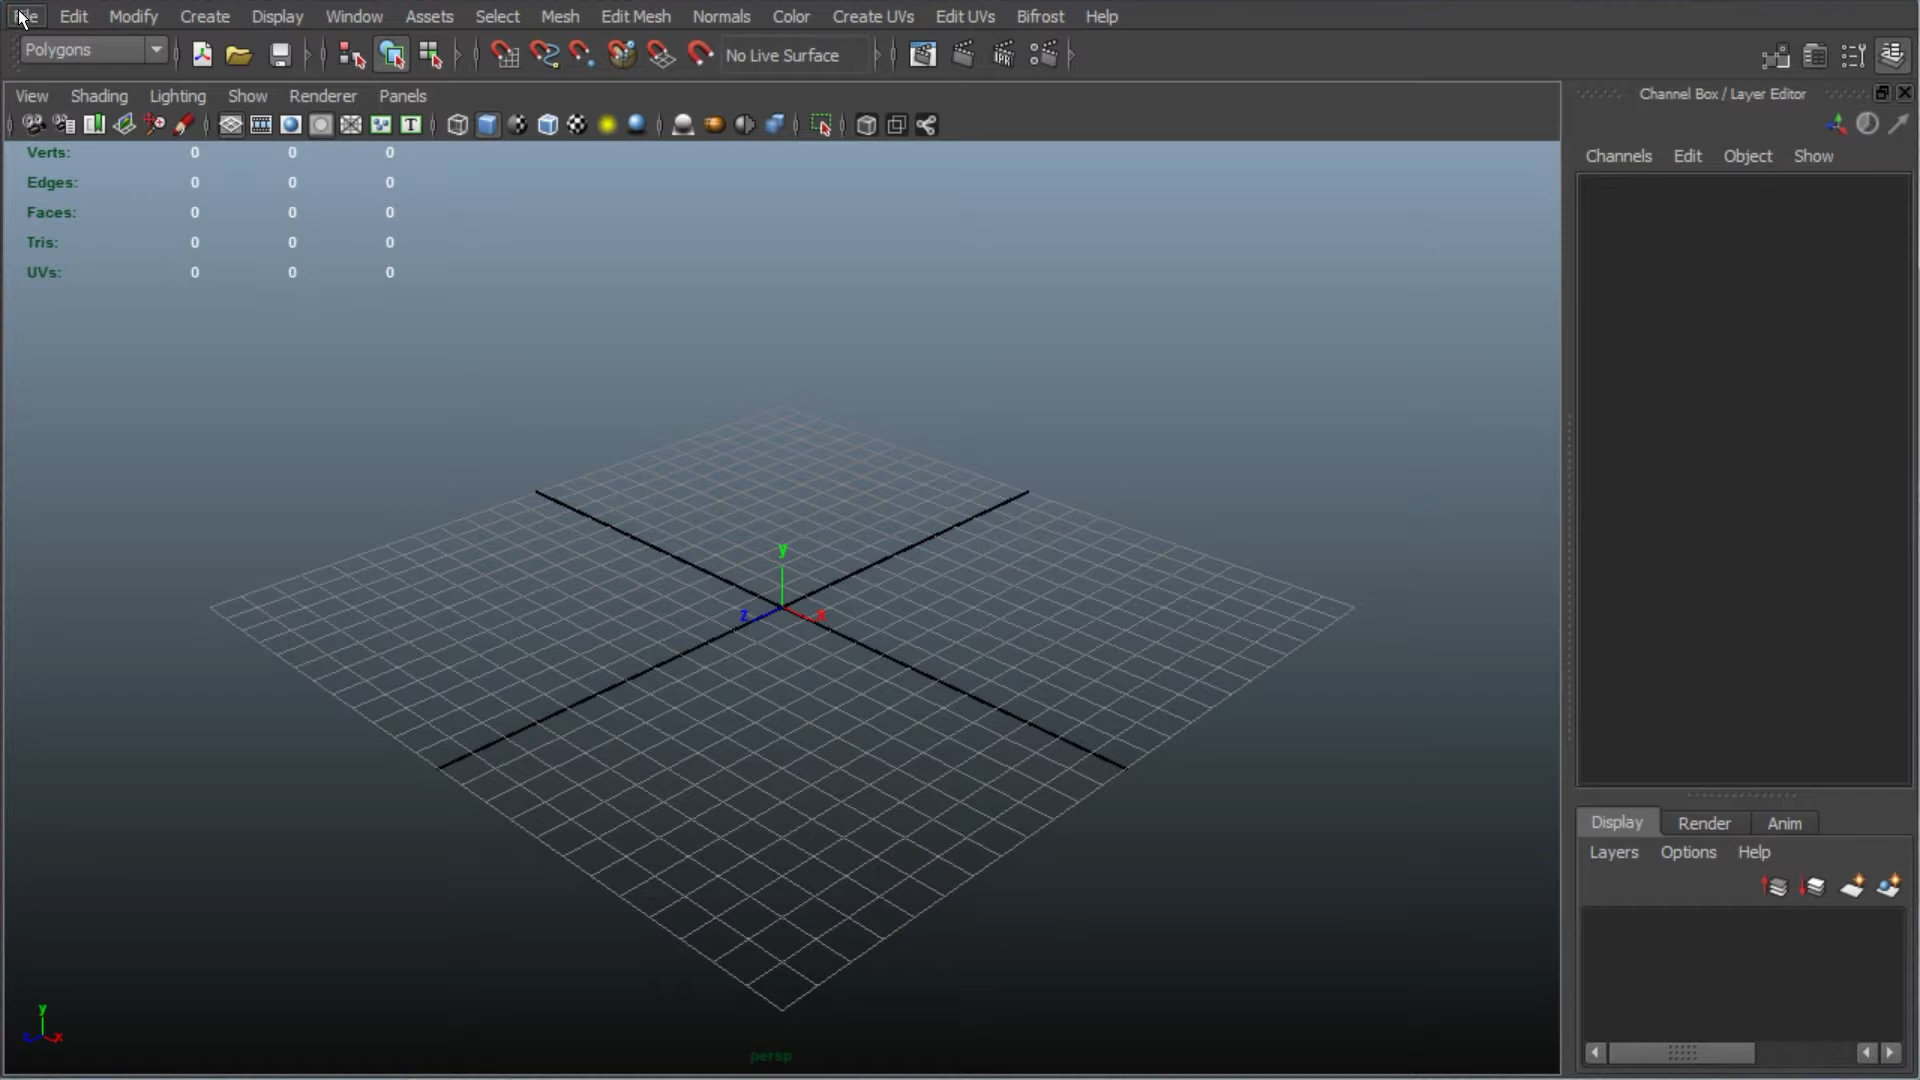 Edit Modify Create Display Window Assets Select Mesh Edit Mesh Normals Color Create UVs Edit UVs Bifrost Help
Polygons
No Live Surface
IPR
View Shading Lighting Show Renderer Panels
Channel Box / Layer Editor
T
Channels Edit Object Show
Verts: 0 0 0
Edges: 0 0 0
Faces: 0 0 0
Tris: 0 0 0
UVs: 0 0 0
y
z x
Display Render Anim
Layers Options Help
y
z x
persp